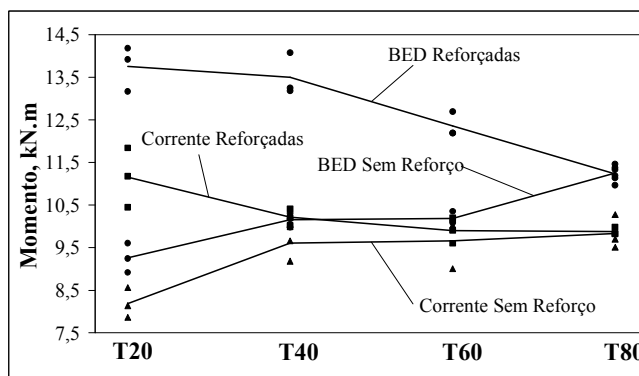 Momento, kN.m
14,5
13,5
12,5
11,5
10,5
9,5
8,5
7,5
BED Reforçadas
Corrente Reforçadas
BED Sem Reforço
Corrente Sem Reforço
T20 T40 T60 T80